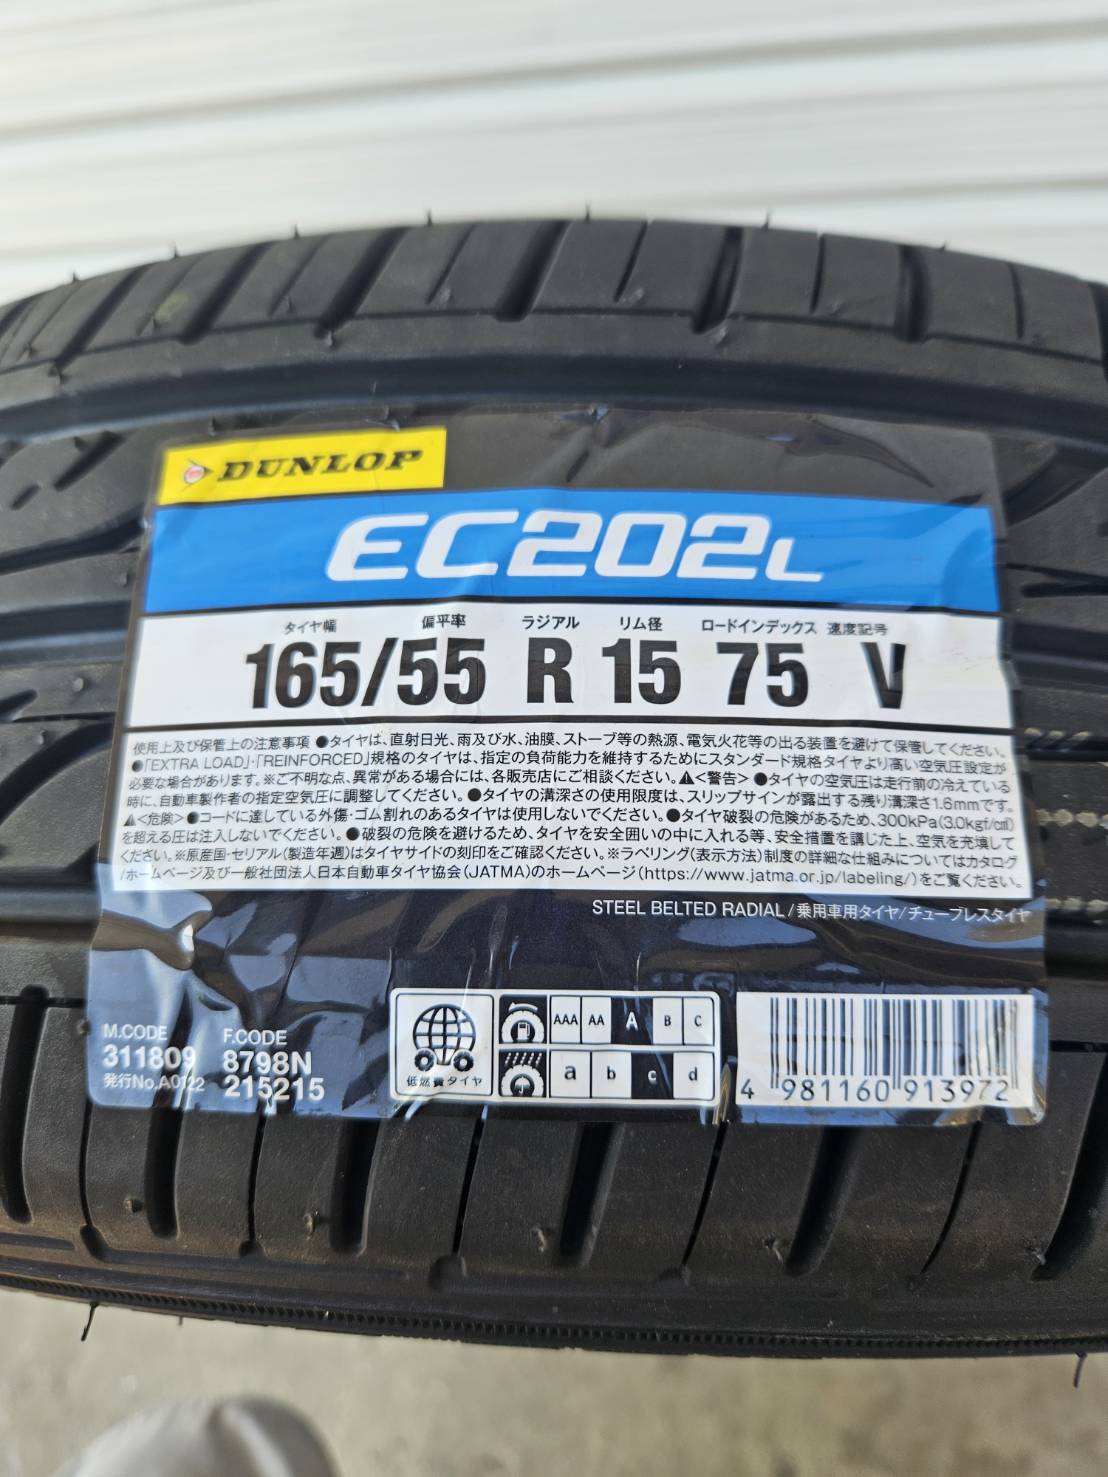 DUNLOP
EC202L
タイヤ幅 偏平率 ラジアル リム径 ロードインデックス 速度記号
165/55 R 15 75 V
使用上及び保管上の注意事項 ●タイヤは、直射日光、雨及び水、油膜、ストーブ等の熱源、電気火花等の出る装置を避けて保管してください。
●「EXTRA LOAD」・「REINFORCED」規格のタイヤは、指定の負荷能力を維持するためにスタンダード規格タイヤより高い空気圧設定が
必要な場合があります。※ご不明な点、異常がある場合には、各販売店にご相談ください。⚠<警告> ●タイヤの空気圧は走行前の冷えている
時に、自動車製作者の指定空気圧に調整してください。●タイヤの溝深さの使用限度は、スリップサインが露出する残り溝深さ1.6mmです。
⚠<危険> ●コードに達している外傷・ゴム割れのあるタイヤは使用しないでください。●タイヤ破裂の危険があるため、300kPa(3.0kgf/c㎡)
を超える圧は注入しないでください。●破裂の危険を避けるため、タイヤを安全囲いの中に入れる等、安全措置を講じた上、空気を充填して
ください。※原産国・セリアル(製造年週)はタイヤサイドの刻印をご確認ください。※ラベリング(表示方法)制度の詳細な仕組みについてはカタログ
/ホームページ及び一般社団法人日本自動車タイヤ協会(JATMA)のホームページ(https://www.jatma.or.jp/labeling/)をご覧ください。
STEEL BELTED RADIAL/乗用車用タイヤ/チューブレスタイヤ
M.CODE F.CODE
311809 8798N
発行No.A0122 215215
低燃費タイヤ
AAA AA A B C
a b c d
4 981160 913972